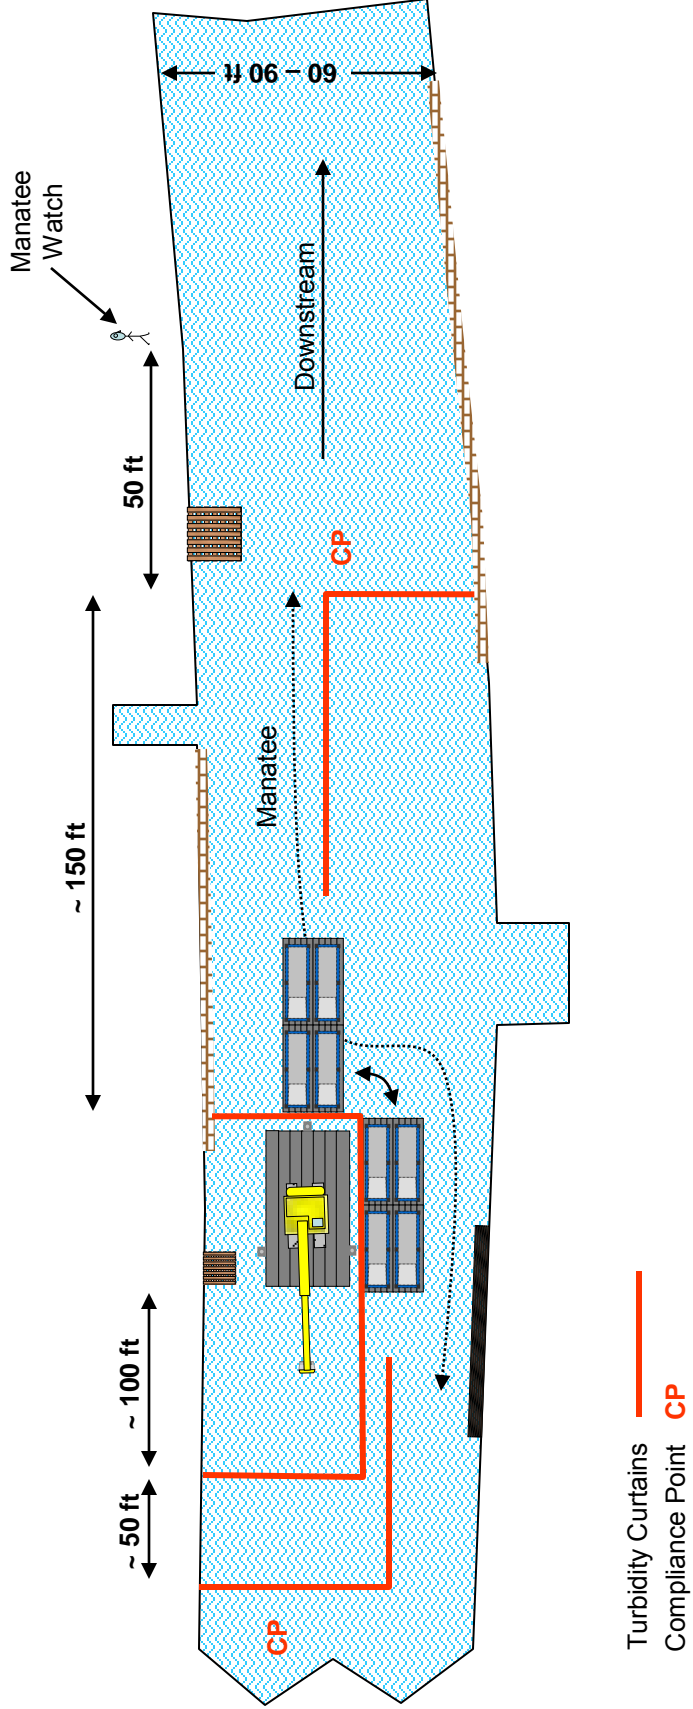 Manatee
Watch
60 – 90 ft
50 ft
Downstream
CP
~ 150 ft
Manatee
~ 100 ft
~ 50 ft
CP
Turbidity Curtains
Compliance Point CP